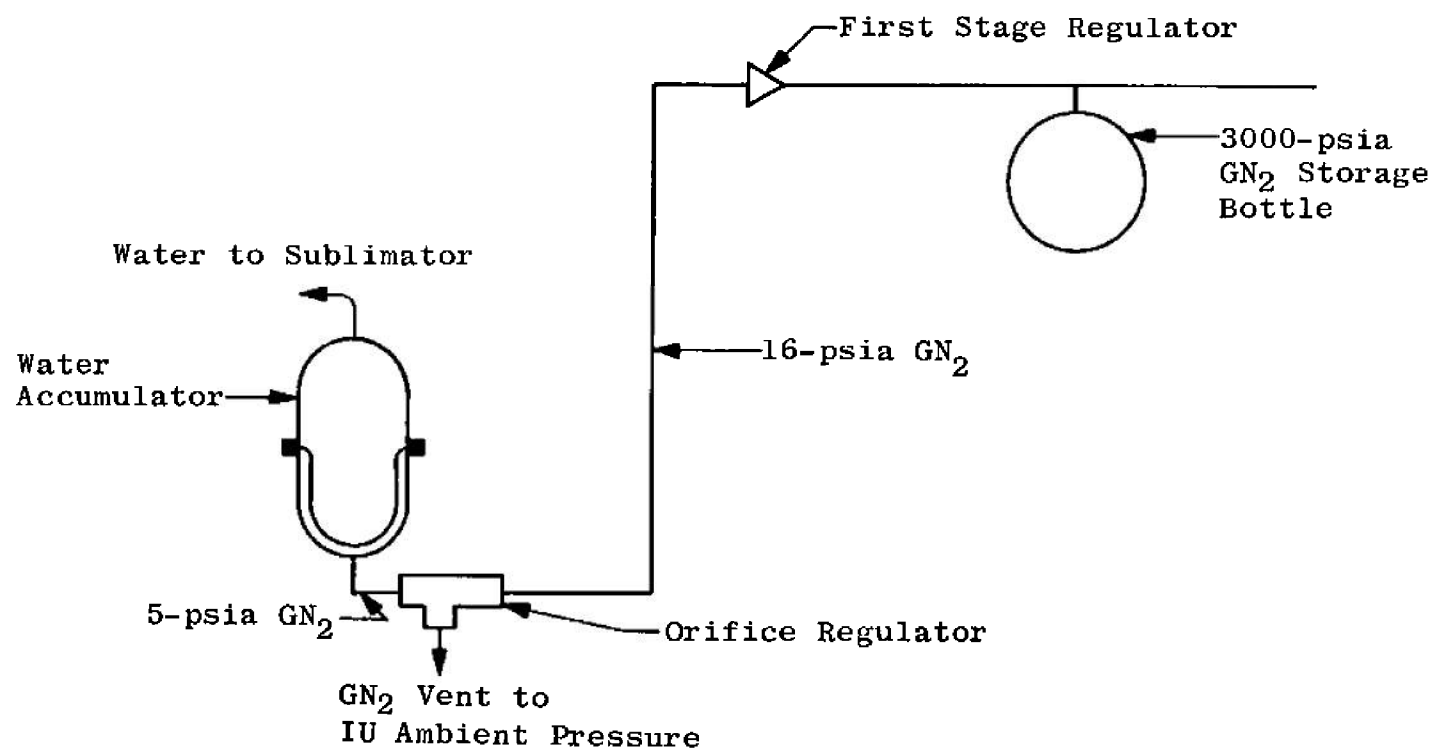 First Stage Regulator
3000-psia
GN₂ Storage
Bottle
Water to Sublimator
Water
Accumulator
16-psia GN₂
5-psia GN₂
Orifice Regulator
GN₂ Vent to
IU Ambient Pressure